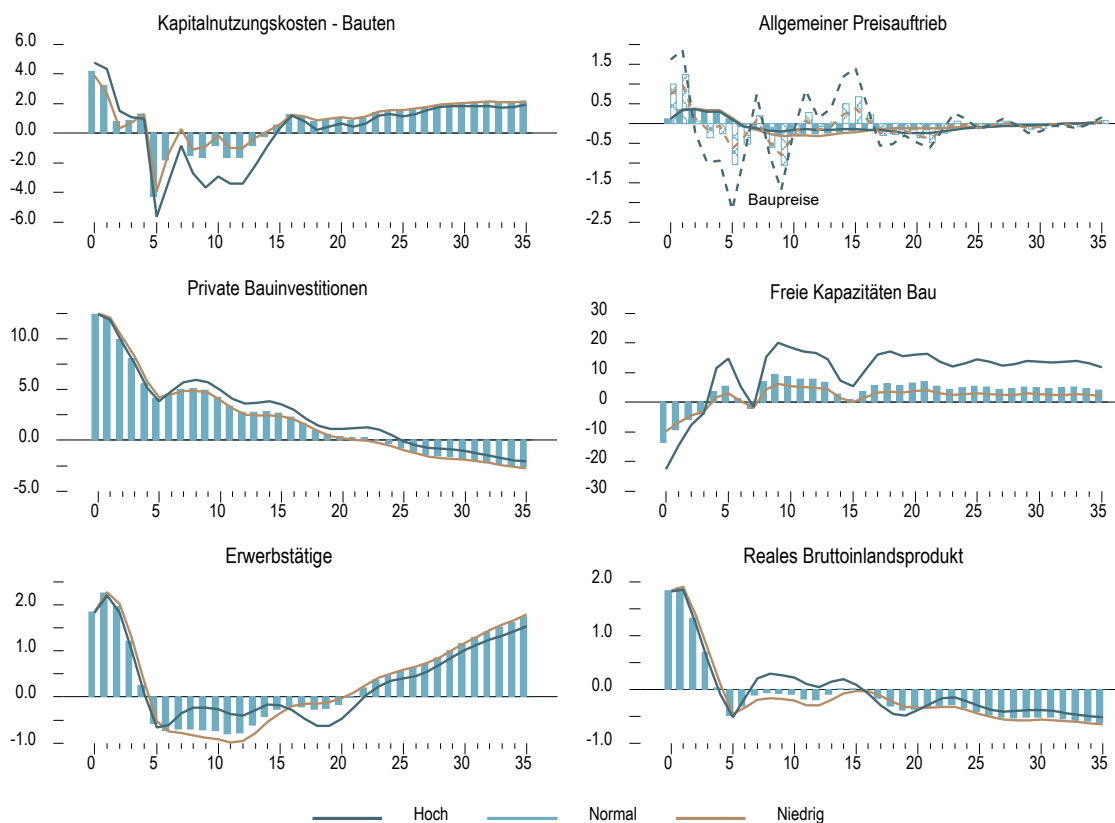 Kapitalnutzungskosten - Bauten
6.0
4.0
2.0
0.0
-2.0
-4.0
-6.0
0 5 10 15 20 25 30 35
Allgemeiner Preisauftrieb
1.5
0.5
-0.5
-1.5
-2.5
Baupreise
0 5 10 15 20 25 30 35
Private Bauinvestitionen
10.0
5.0
0.0
-5.0
0 5 10 15 20 25 30 35
Freie Kapazitäten Bau
30
20
10
0
-10
-20
-30
0 5 10 15 20 25 30 35
Erwerbstätige
2.0
1.0
0.0
-1.0
0 5 10 15 20 25 30 35
Reales Bruttoinlandsprodukt
2.0
1.0
0.0
-1.0
0 5 10 15 20 25 30 35
Hoch Normal Niedrig